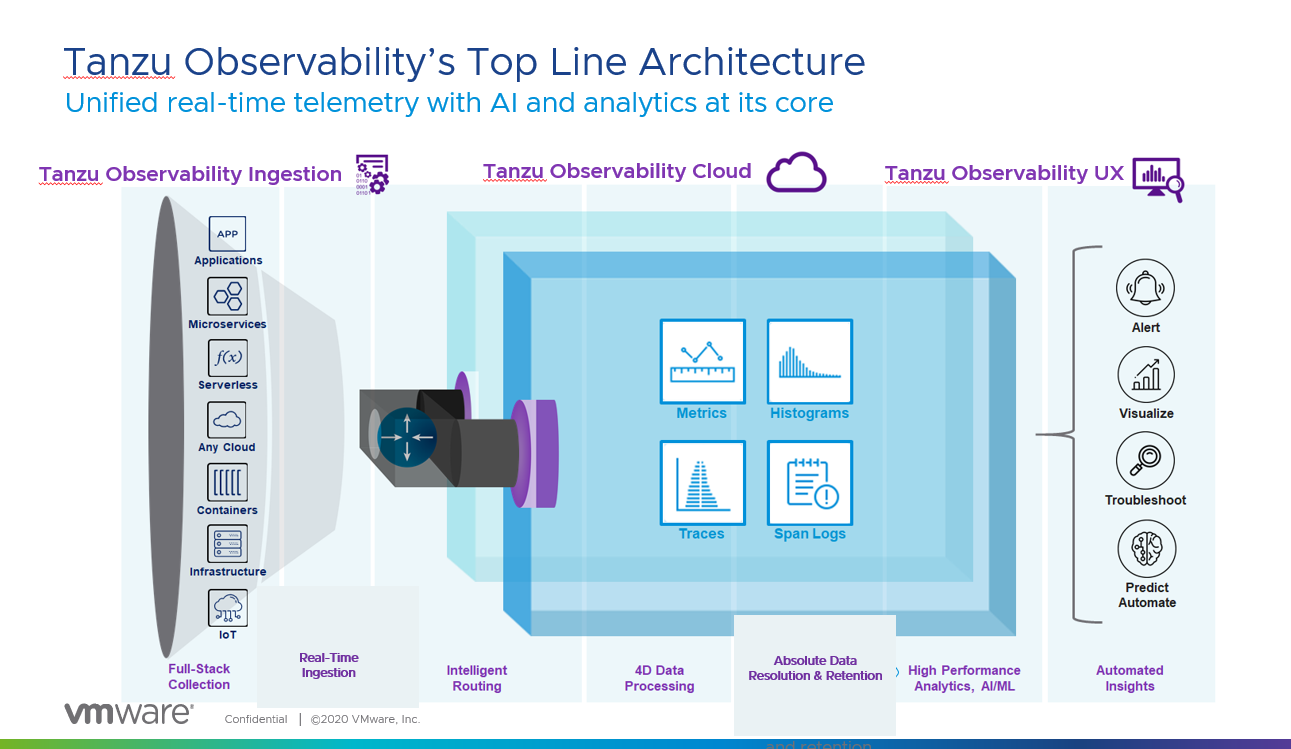 Tanzu Observability’s Top Line Architecture
Unified real-time telemetry with AI and analytics at its core
Tanzu Observability Ingestion
Tanzu Observability Cloud
Tanzu Observability UX
APP
Applications
Microservices
f(x)
Serverless
Any Cloud
Containers
Infrastructure
IoT
Metrics
Histograms
Traces
Span Logs
Alert
Visualize
Troubleshoot
Predict
Automate
Full-Stack
Collection
Real-Time
Ingestion
Intelligent
Routing
4D Data
Processing
Absolute Data
Resolution & Retention
High Performance
Analytics, AI/ML
Automated
Insights
vmware®
Confidential | ©2020 VMware, Inc.
and retention